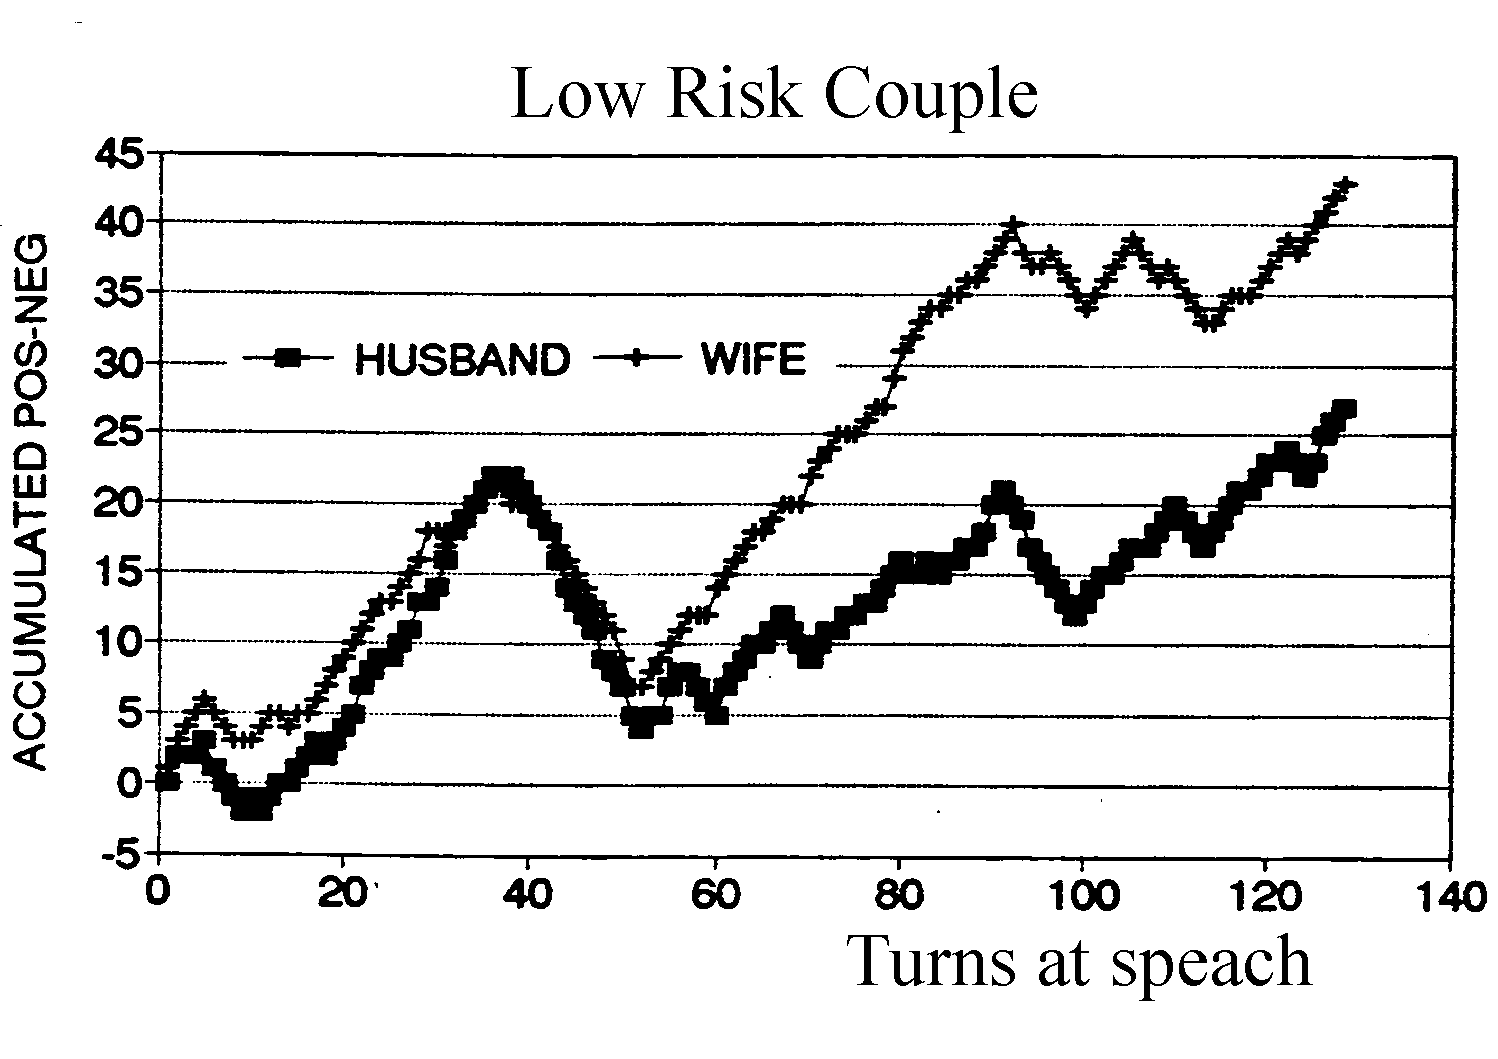 Low Risk Couple
45
40
35
30
25
20
15
10
5
0
-5
ACCUMULATED POS-NEG
HUSBAND WIFE
0 20 40 60 80 100 120 140
Turns at speach